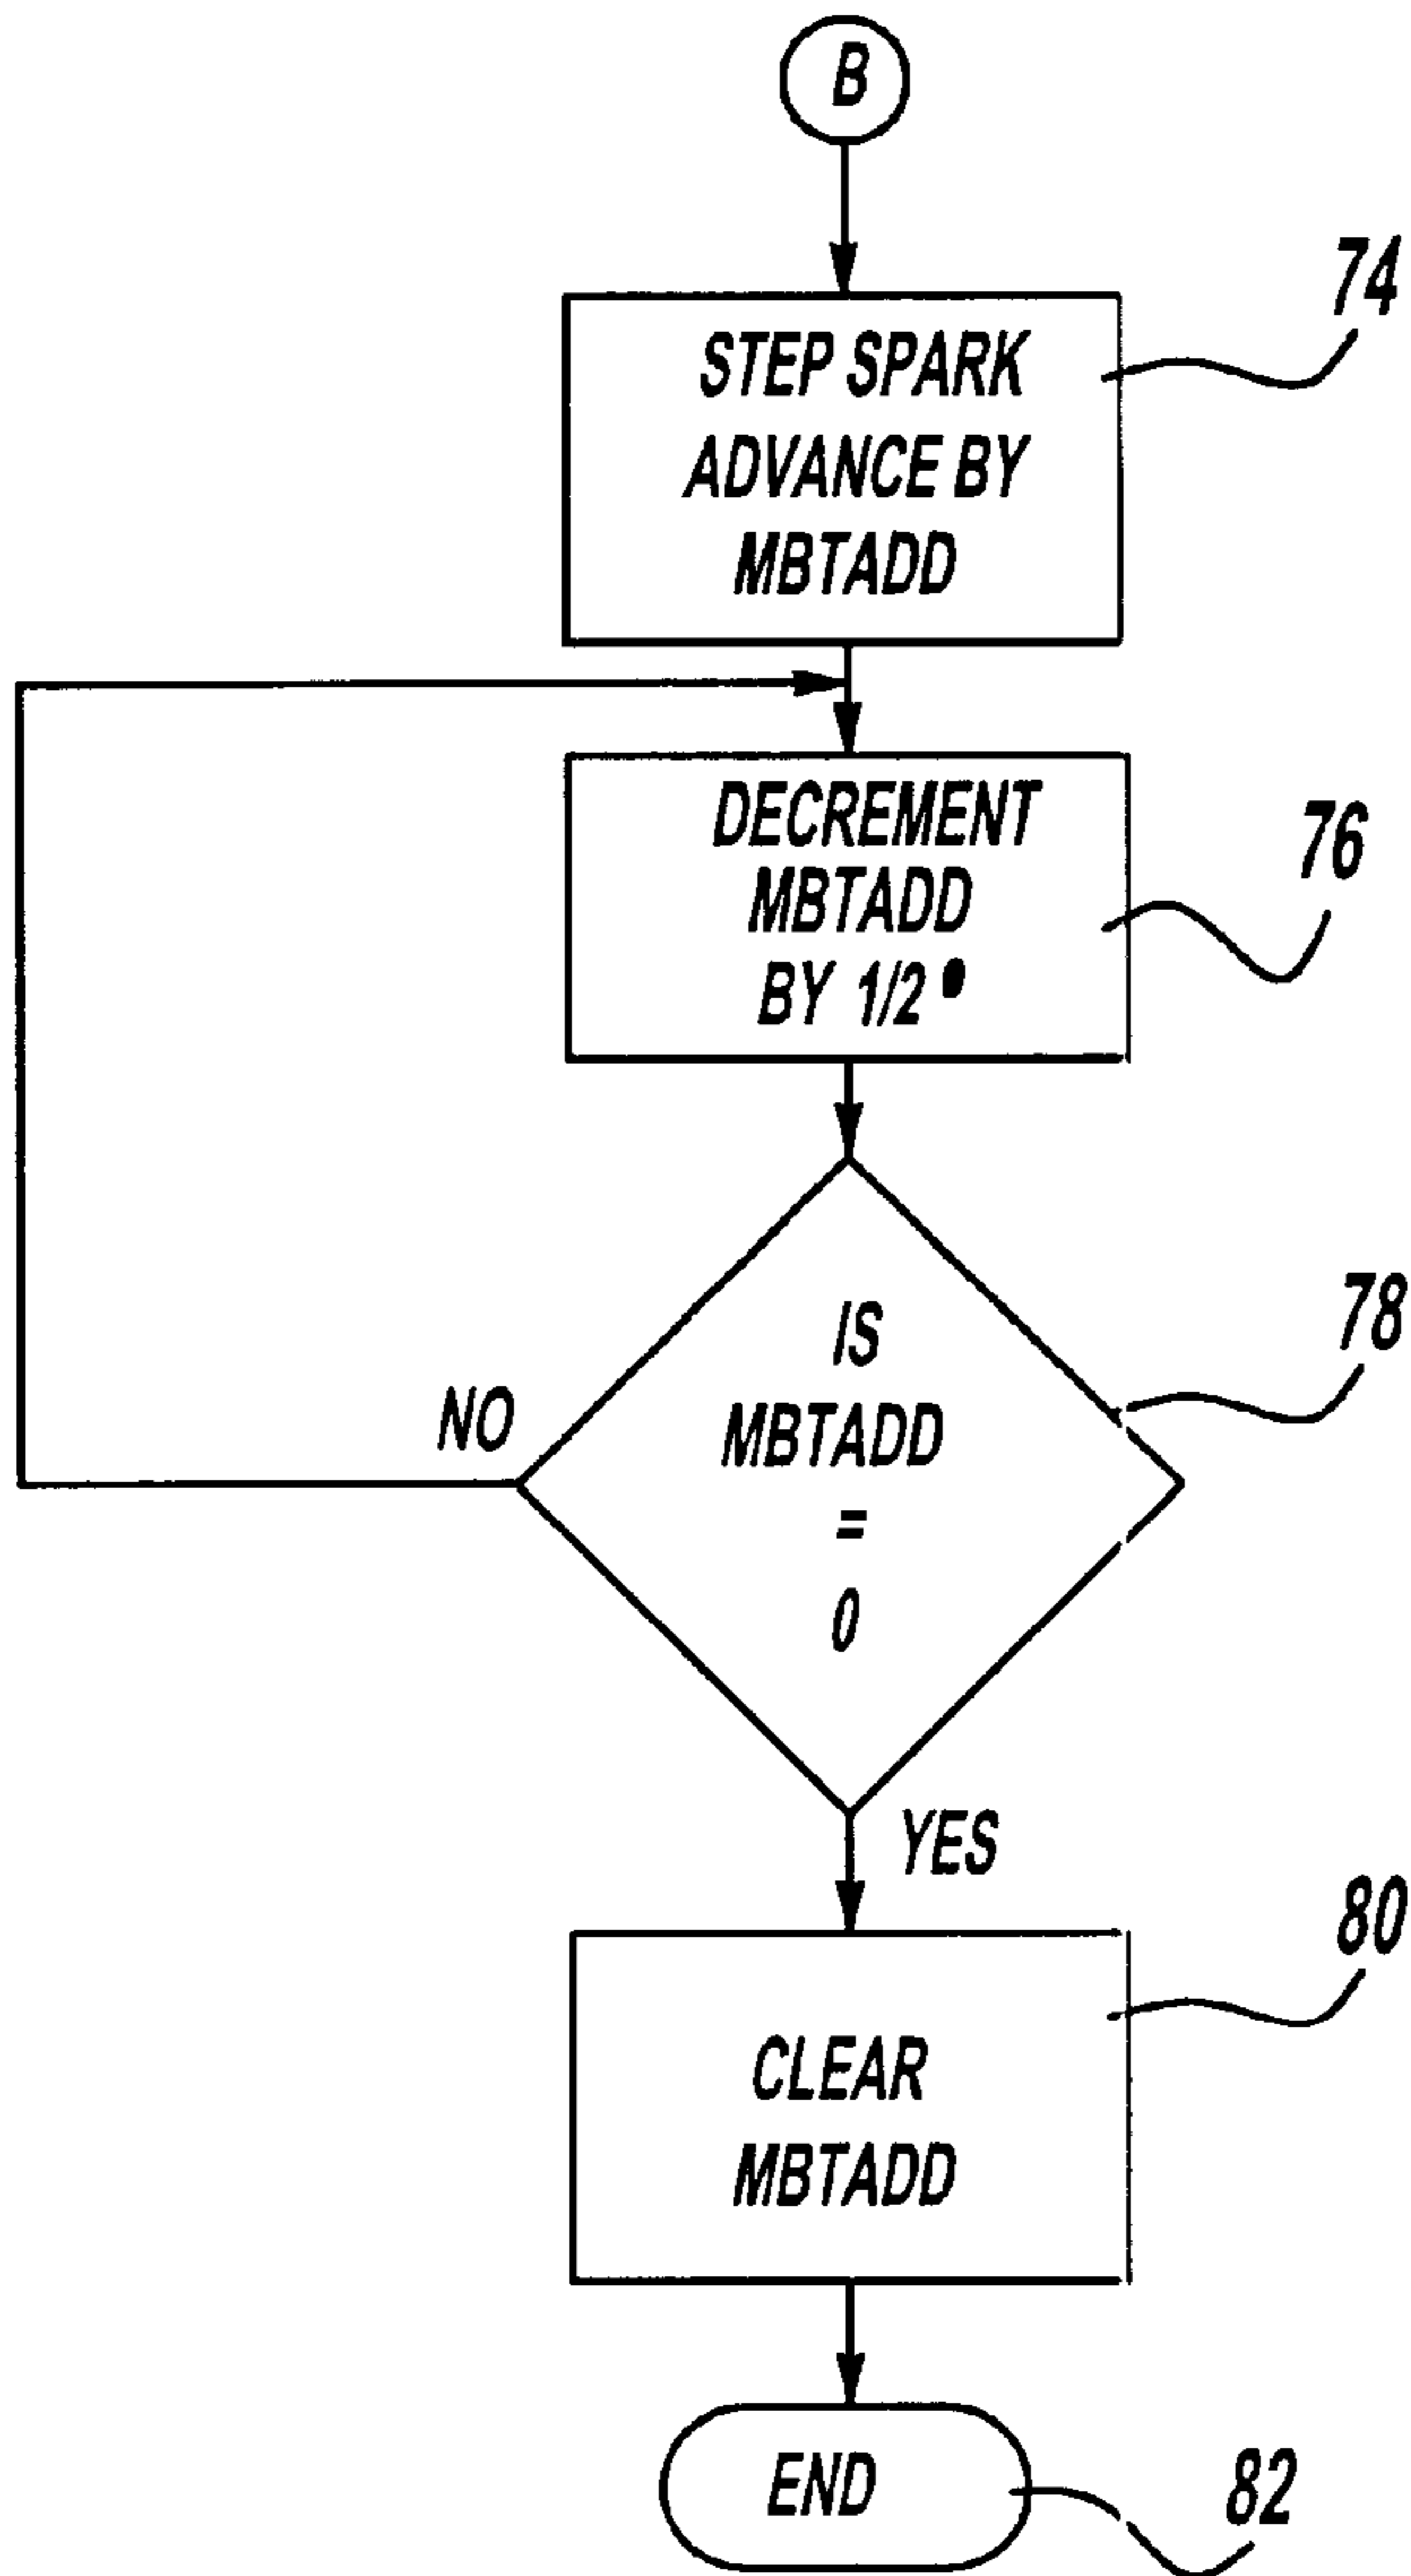 B
74
STEP SPARK
ADVANCE BY
MBTADD
76
DECREMENT
MBTADD
BY 1/2°
78
IS
MBTADD
=
0
NO
YES
80
CLEAR
MBTADD
END
82